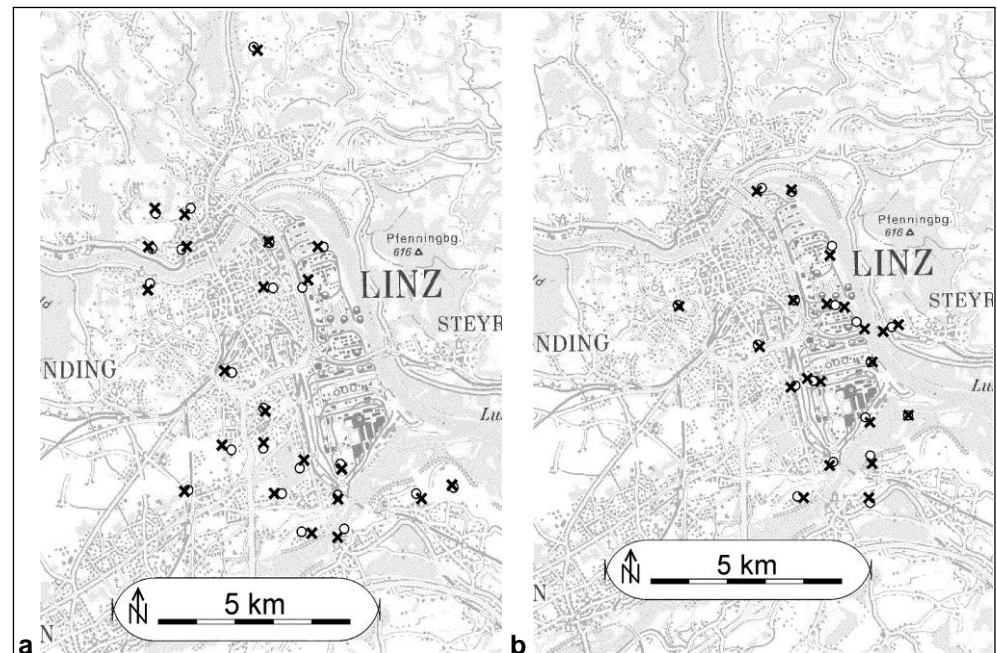 Pfenningbg.
616
LINZ
STEYR
NDING
Lu
5 km
N
N
a
Pfenningbg.
616
LINZ
STEYR
NDING
Lu
5 km
N
N
b